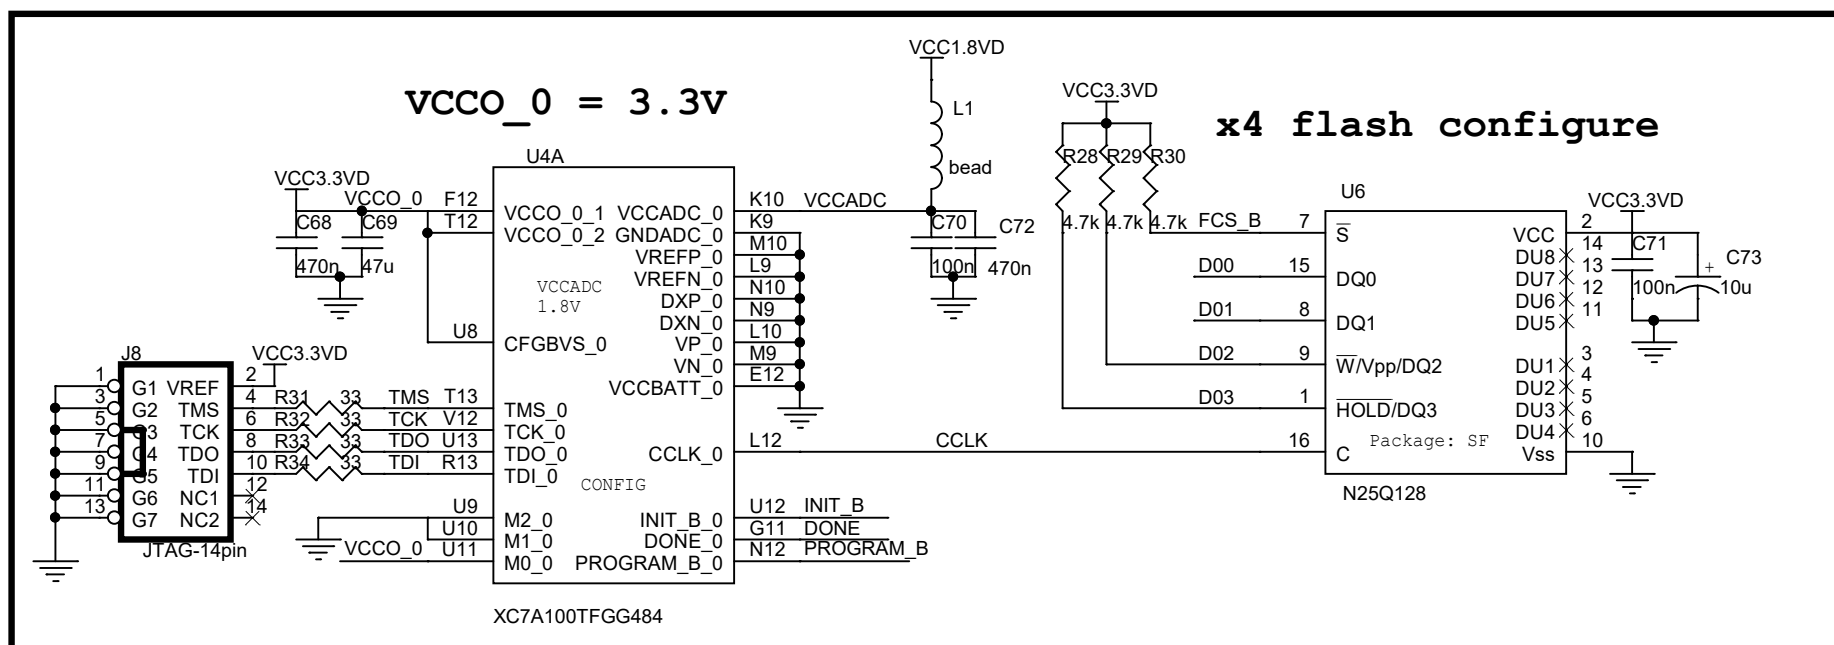 VCC1.8VD
VCCO_0 = 3.3V
L1
bead
VCC3.3VD
x4 flash configure
R28 R29 R30
4.7k 4.7k 4.7k
U4A
VCC3.3VD
VCCO_0
C68 C69
470n 47u
F12 VCCO_0_1
T12 VCCO_0_2
U8 CFGBVS_0
VCCADC
1.8V
VCCADC_0 K10 VCCADC
GNDADC_0 K9
VREFP_0 M10
VREFN_0 L9
DXP_0 N10
DXN_0 N9
VP_0 L10
VN_0 M9
VCCBATT_0 E12
C70 C72
100n 470n
J8
VCC3.3VD
1 G1 VREF 2
3 G2 TMS 4 R31 33 TMS T13 TMS_0
5 G3 TCK 6 R32 33 TCK V12 TCK_0
7 G4 TDO 8 R33 33 TDO U13 TDO_0
9 G5 TDI 10 R34 33 TDI R13 TDI_0
11 G6 NC1 12
13 G7 NC2 14
JTAG-14pin
CCLK_0 L12 CCLK
CONFIG
U9 M2_0
U10 M1_0
VCCO_0 U11 M0_0
INIT_B_0 U12 INIT_B
DONE_0 G11 DONE
PROGRAM_B_0 N12 PROGRAM_B
XC7A100TFGG484
U6
FCS_B 7 S
D00 15 DQ0
D01 8 DQ1
D02 9 W/Vpp/DQ2
D03 1 HOLD/DQ3
16 C
Package: SF
VCC 2
DU8 14
DU7 13
DU6 12
DU5 11
DU1 3
DU2 4
DU3 5
DU4 6
Vss 10
N25Q128
VCC3.3VD
C71 + C73
100n 10u